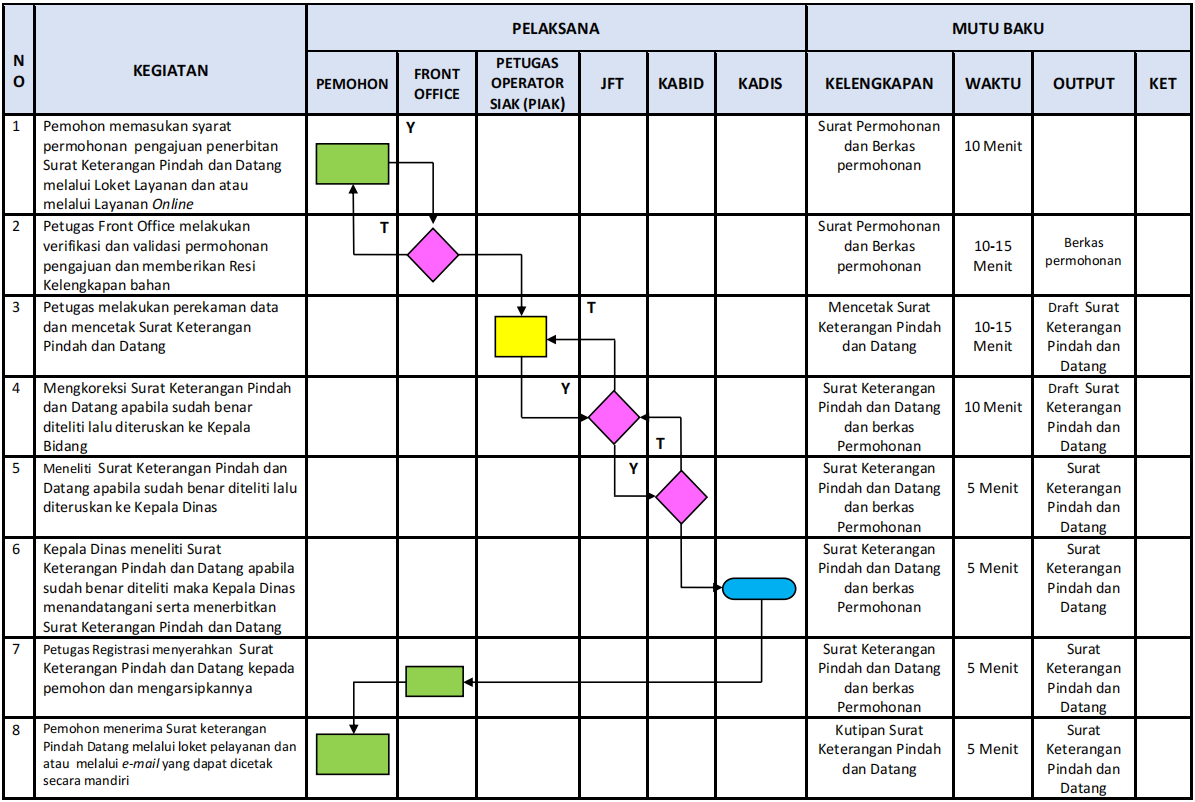 NO
KEGIATAN
PELAKSANA
MUTU BAKU
PEMOHON
FRONT
OFFICE
PETUGAS
OPERATOR
SIAK (PIAK)
JFT
KABID
KADIS
KELENGKAPAN
WAKTU
OUTPUT
KET
1
Pemohon memasukan syarat
permohonan pengajuan penerbitan
Surat Keterangan Pindah dan Datang
melalui Loket Layanan dan atau
melalui Layanan Online
Y
Surat Permohonan
dan Berkas
permohonan
10 Menit
2
Petugas Front Office melakukan
verifikasi dan validasi permohonan
pengajuan dan memberikan Resi
Kelengkapan bahan
T
Surat Permohonan
dan Berkas
permohonan
10-15
Menit
Berkas
permohonan
3
Petugas melakukan perekaman data
dan mencetak Surat Keterangan
Pindah dan Datang
T
Mencetak Surat
Keterangan Pindah
dan Datang
10-15
Menit
Draft Surat
Keterangan
Pindah dan
Datang
4
Mengkoreksi Surat Keterangan Pindah
dan Datang apabila sudah benar
diteliti lalu diteruskan ke Kepala
Bidang
Y
T
Surat Keterangan
Pindah dan Datang
dan berkas
Permohonan
10 Menit
Draft Surat
Keterangan
Pindah dan
Datang
5
Meneliti Surat Keterangan Pindah dan
Datang apabila sudah benar diteliti lalu
diteruskan ke Kepala Dinas
Y
Surat Keterangan
Pindah dan Datang
dan berkas
Permohonan
5 Menit
Surat
Keterangan
Pindah dan
Datang
6
Kepala Dinas meneliti Surat
Keterangan Pindah dan Datang apabila
sudah benar diteliti maka Kepala Dinas
menandatangani serta menerbitkan
Surat Keterangan Pindah dan Datang
Surat Keterangan
Pindah dan Datang
dan berkas
Permohonan
5 Menit
Surat
Keterangan
Pindah dan
Datang
7
Petugas Registrasi menyerahkan Surat
Keterangan Pindah dan Datang kepada
pemohon dan mengarsipkannya
Surat Keterangan
Pindah dan Datang
dan berkas
Permohonan
5 Menit
Surat
Keterangan
Pindah dan
Datang
8
Pemohon menerima Surat keterangan
Pindah Datang melalui loket pelayanan dan
atau melalui e-mail yang dapat dicetak
secara mandiri
Kutipan Surat
Keterangan Pindah
dan Datang
5 Menit
Surat
Keterangan
Pindah dan
Datang